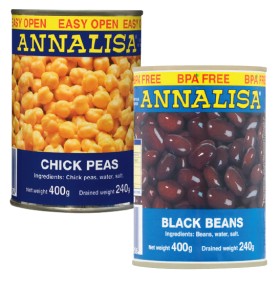 EASY OPEN EASY OPEN
ANNALISA
CHICK PEAS
Ingredients: Chick peas, water, salt.
Net weight 400g Drained weight 240g
BPA FREE BPA FREE
ANNALISA
BLACK BEANS
Ingredients: Beans, water, salt.
Net weight 400g Drained weight 240g